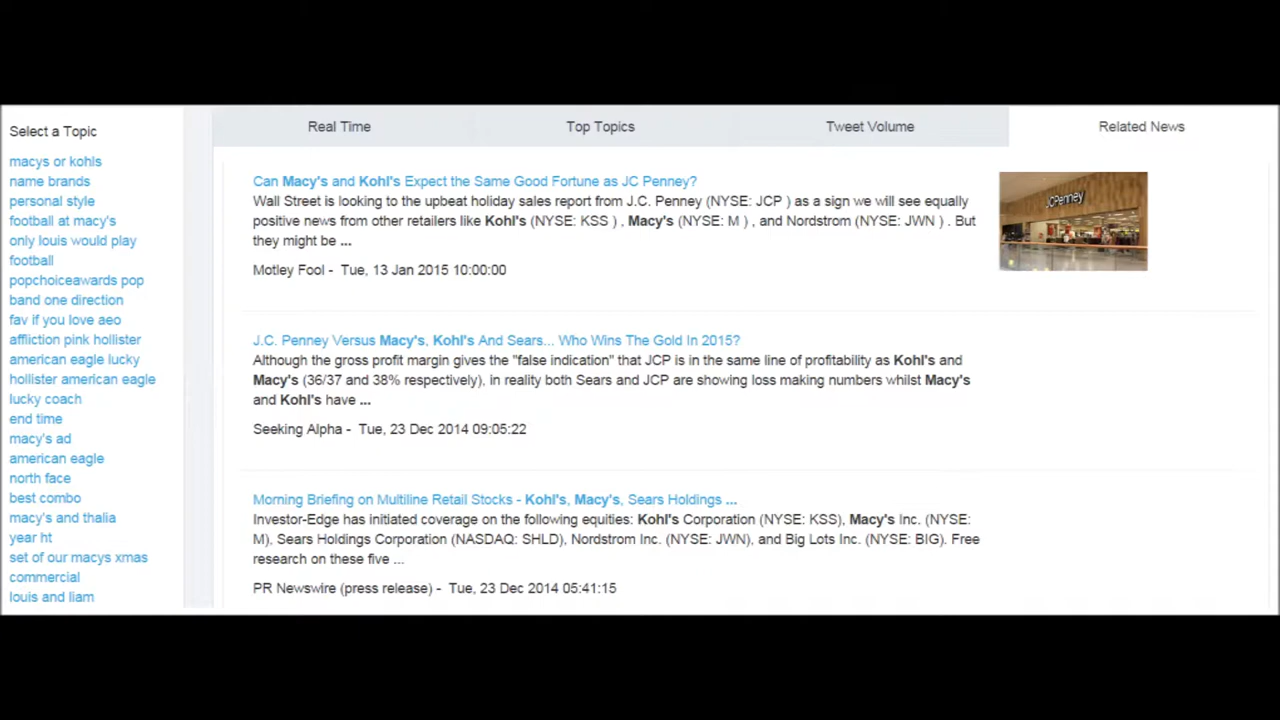 Select a Topic
macys or kohls
name brands
personal style
football at macy's
only louis would play
football
popchoiceawards pop
band one direction
fav if you love aeo
affliction pink hollister
american eagle lucky
hollister american eagle
lucky coach
end time
macy's ad
american eagle
north face
best combo
macy's and thalia
year ht
set of our macys xmas
commercial
louis and liam
Real Time
Top Topics
Tweet Volume
Related News
Can Macy's and Kohl's Expect the Same Good Fortune as JC Penney?
Wall Street is looking to the upbeat holiday sales report from J.C. Penney (NYSE: JCP ) as a sign we will see equally
positive news from other retailers like Kohl's (NYSE: KSS ) , Macy's (NYSE: M ) , and Nordstrom (NYSE: JWN ) . But
they might be ...
Motley Fool - Tue, 13 Jan 2015 10:00:00
JCPenney
J.C. Penney Versus Macy's, Kohl's And Sears... Who Wins The Gold In 2015?
Although the gross profit margin gives the "false indication" that JCP is in the same line of profitability as Kohl's and
Macy's (36/37 and 38% respectively), in reality both Sears and JCP are showing loss making numbers whilst Macy's
and Kohl's have ...
Seeking Alpha - Tue, 23 Dec 2014 09:05:22
Morning Briefing on Multiline Retail Stocks - Kohl's, Macy's, Sears Holdings ...
Investor-Edge has initiated coverage on the following equities: Kohl's Corporation (NYSE: KSS), Macy's Inc. (NYSE:
M). Sears Holdings Corporation (NASDAQ: SHLD), Nordstrom Inc. (NYSE: JWN), and Big Lots Inc. (NYSE: BIG). Free
research on these five ...
PR Newswire (press release) - Tue, 23 Dec 2014 05:41:15